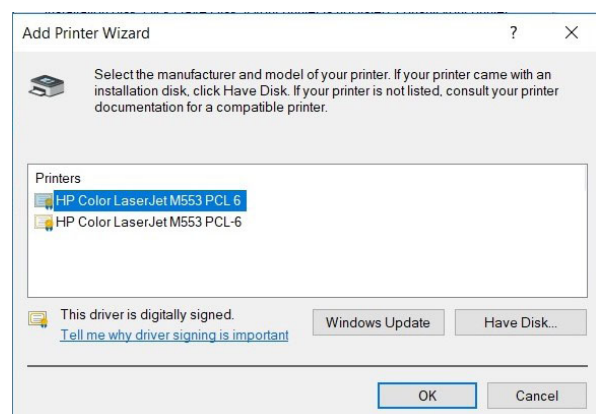 Add Printer Wizard
Select the manufacturer and model of your printer. If your printer came with an
installation disk, click Have Disk. If your printer is not listed, consult your printer
documentation for a compatible printer.
Printers
HP Color LaserJet M553 PCL 6
HP Color LaserJet M553 PCL-6
This driver is digitally signed.
Tell me why driver signing is important
Windows Update
Have Disk...
OK
Cancel